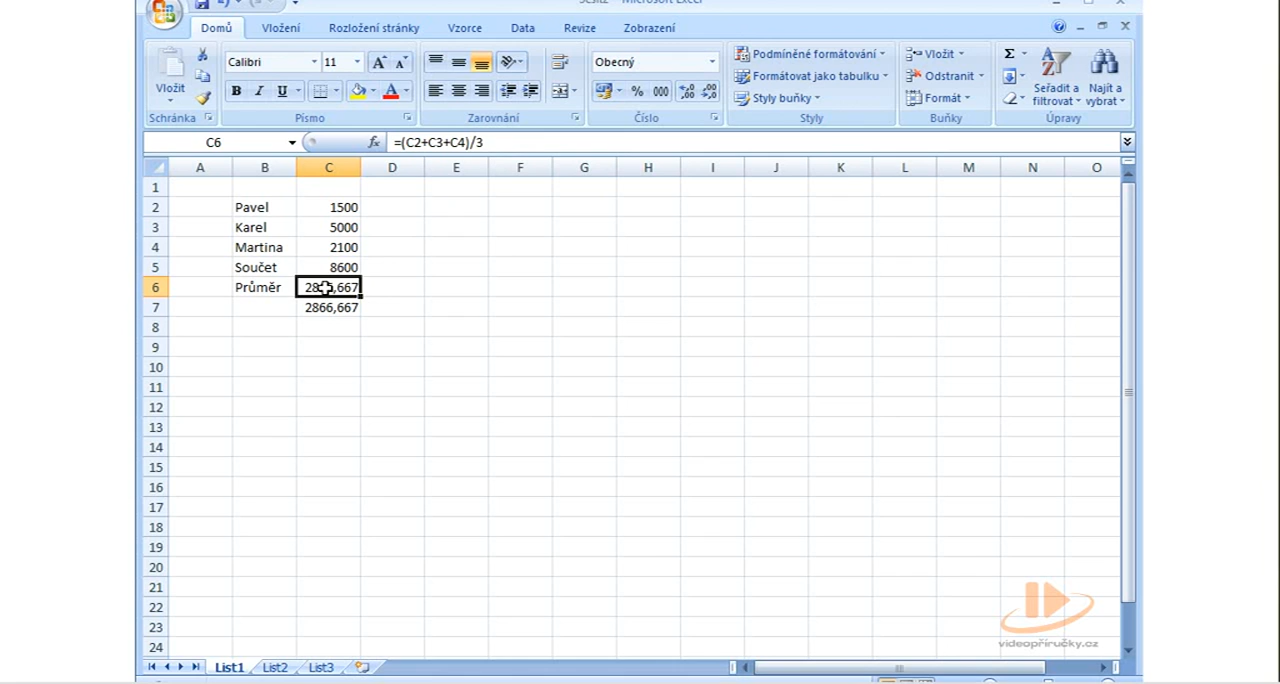 Domů Vložení Rozložení stránky Vzorce Data Revize Zobrazení
Vložit
Schránka
Calibri 11
B I U A
Písmo
Zarovnání
Obecný
% 000
Číslo
Podmíněné formátování
Formátovat jako tabulku
Styly buňky
Styly
Vložit
Odstranit
Formát
Buňky
Σ
Seřadit a filtrovat
Najít a vybrat
Úpravy
C6 fx =(C2+C3+C4)/3
A B C D E F G H I J K L M N O
1
2 Pavel 1500
3 Karel 5000
4 Martina 2100
5 Součet 8600
6 Průměr
7 2866,667
8
9
10
11
12
13
14
15
16
17
18
19
20
21
22
23
24
videopříručky.cz
List1 List2 List3